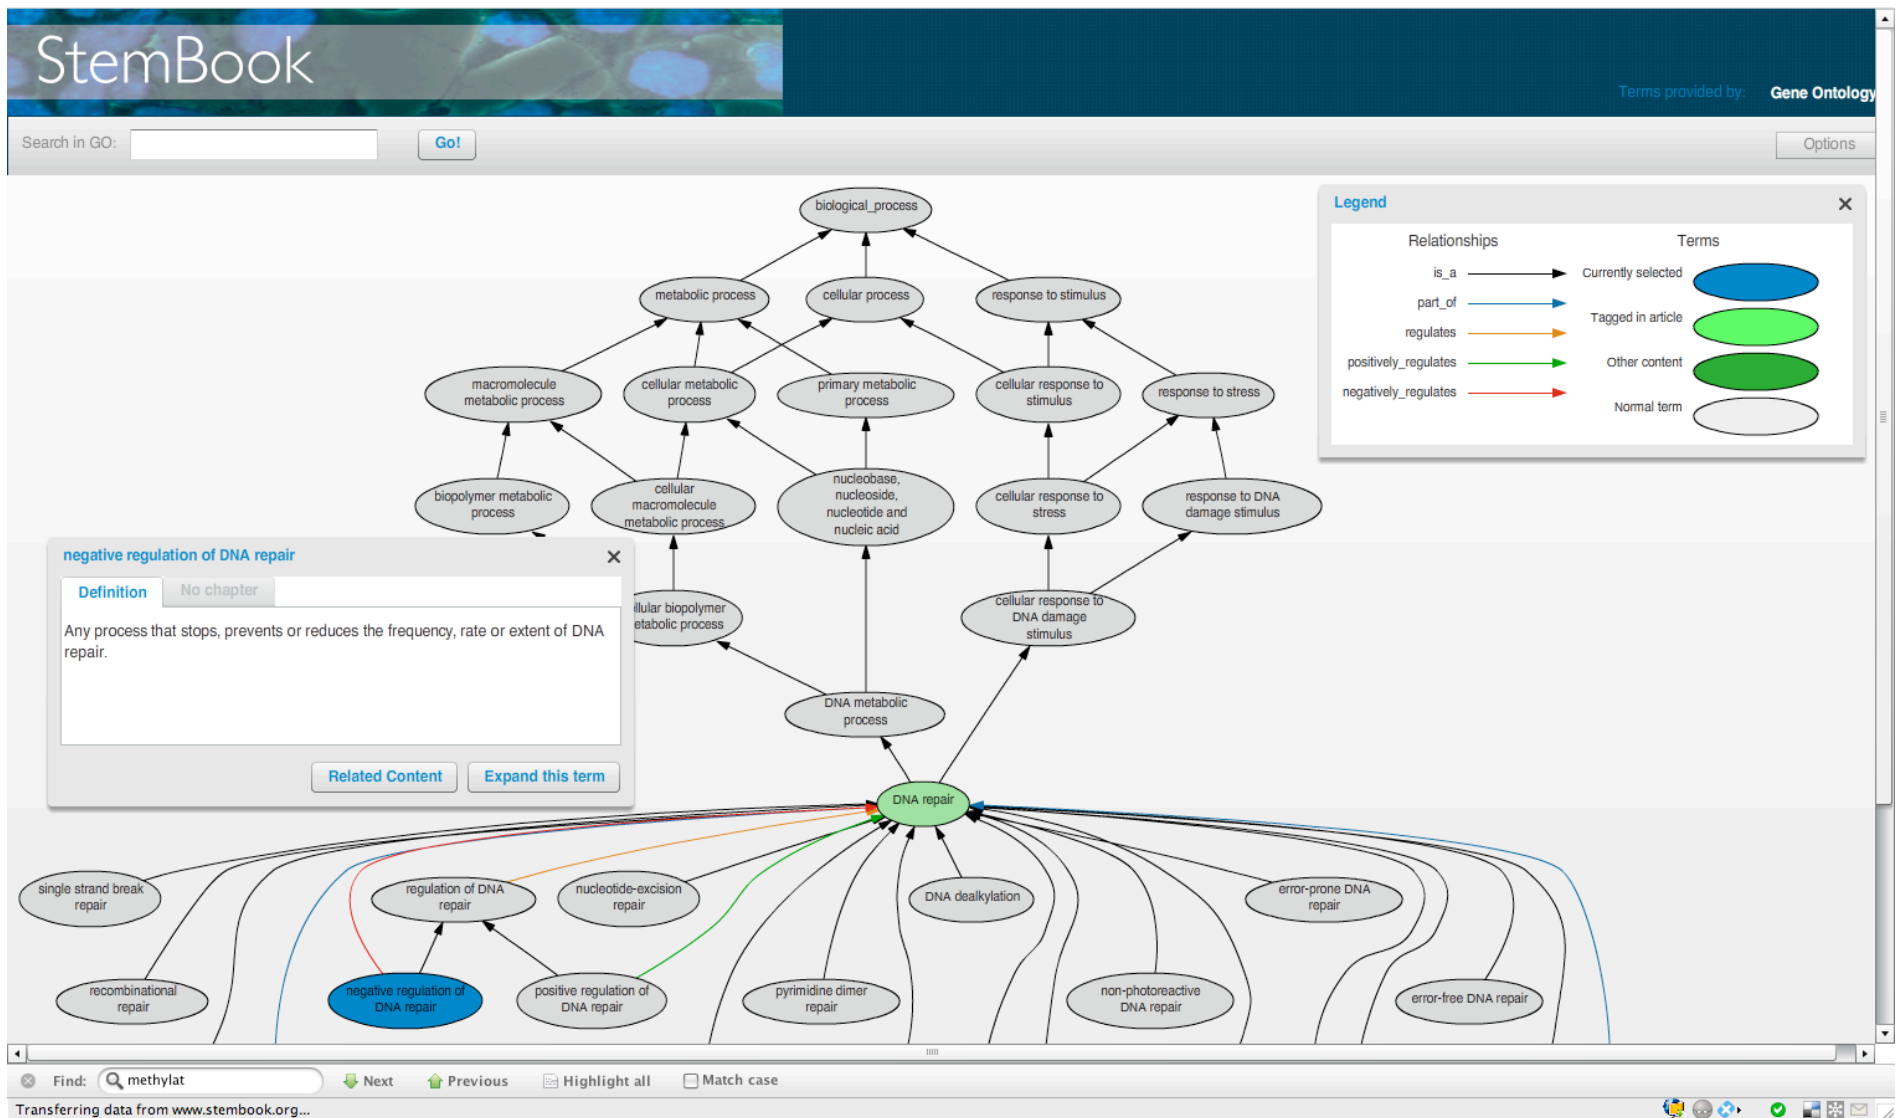 StemBook
Terms provided by: Gene Ontology
Search in GO:
Go!
Options
biological_process
metabolic process
cellular process
response to stimulus
macromolecule
metabolic process
cellular metabolic
process
primary metabolic
process
cellular response to
stimulus
response to stress
biopolymer metabolic
process
cellular
macromolecule
metabolic process
nucleobase,
nucleoside,
nucleotide and
nucleic acid
cellular response to
stress
response to DNA
damage stimulus
llular biopolymer
etabolic process
cellular response to
DNA damage
stimulus
DNA metabolic
process
DNA repair
single strand break
repair
regulation of DNA
repair
nucleotide-excision
repair
DNA dealkylation
error-prone DNA
repair
recombinational
repair
negative regulation of
DNA repair
positive regulation of
DNA repair
pyrimidine dimer
repair
non-photoreactive
DNA repair
error-free DNA repair
Legend
Relationships
is_a
part_of
regulates
positively_regulates
negatively_regulates
Terms
Currently selected
Tagged in article
Other content
Normal term
negative regulation of DNA repair
Definition
No chapter
Any process that stops, prevents or reduces the frequency, rate or extent of DNA
repair.
Related Content
Expand this term
Find: methylat Next Previous Highlight all Match case
Transferring data from www.stembook.org...